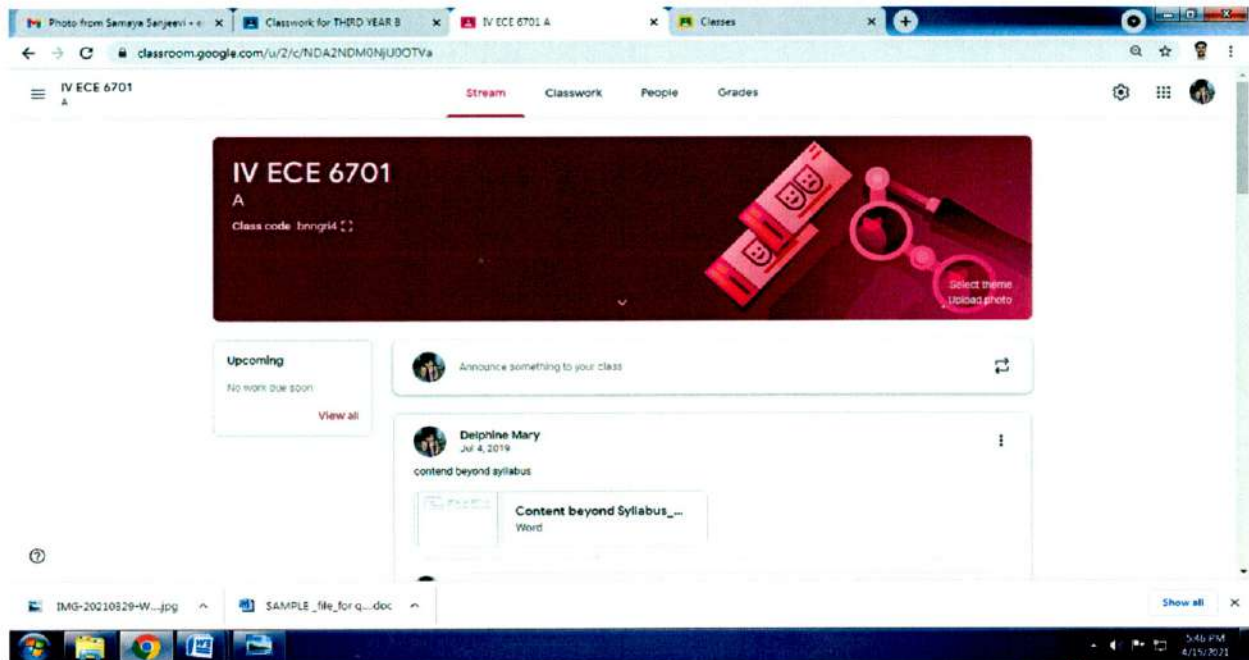 Photo from Samaya Sanjeevi - e
Classwork for THIRD YEAR B
IV ECE 6701 A
Classes
classroom.google.com/u/2/c/NDA2NDM0NjU0OTVa
IV ECE 6701
A
Stream
Classwork
People
Grades
IV ECE 6701
A
Class code bnngri4
Select theme
Upload photo
Upcoming
No work due soon
View all
Announce something to your class
Delphine Mary
Jul 4, 2019
contend beyond syllabus
Content beyond Syllabus_...
Word
IMG-20210329-W....jpg
SAMPLE _file_for q....doc
Show all
5:46 PM
4/15/2021